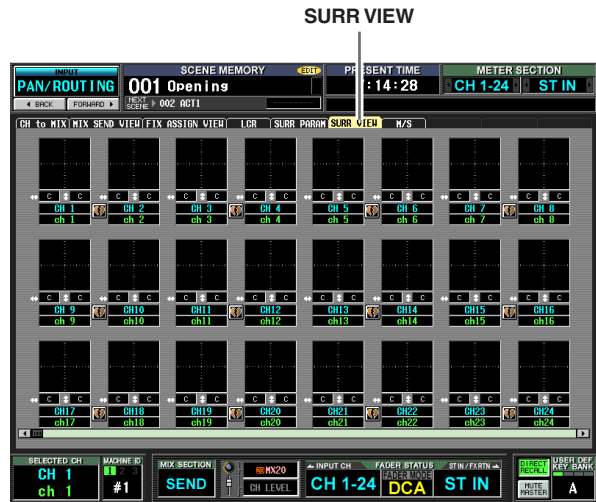 SURR VIEW
INPUT
PAN/ROUTING
BACK FORWARD
SCENE MEMORY EDIT
001 Opening
NEXT SCENE 002 ACT1
PRESENT TIME
:14:28
METER SECTION
CH 1-24 ST IN
CH to MIX MIX SEND VIEW FIX ASSIGN VIEW LCR SURR PARAM SURR VIEW M/S
C C C C C C C C C C C C C C C C
CH 1 CH 2 CH 3 CH 4 CH 5 CH 6 CH 7 CH 8
ch 1 ch 2 ch 3 ch 4 ch 5 ch 6 ch 7 ch 8
C C C C C C C C C C C C C C C C
CH 9 CH10 CH11 CH12 CH13 CH14 CH15 CH16
ch 9 ch10 ch11 ch12 ch13 ch14 ch15 ch16
C C C C C C C C C C C C C C C C
CH17 CH18 CH19 CH20 CH21 CH22 CH23 CH24
ch17 ch18 ch19 ch20 ch21 ch22 ch23 ch24
SELECTED CH
CH 1
ch 1
MACHINE ID
1 2 3
#1
MIX SECTION
SEND
MX20
CH LEVEL
INPUT CH FADER STATUS ST IN/FXRTN
CH 1-24
FADER MODE
DCA
ST IN
DIRECT RECALL
MUTE MASTER
USER DEF KEY BANK
A